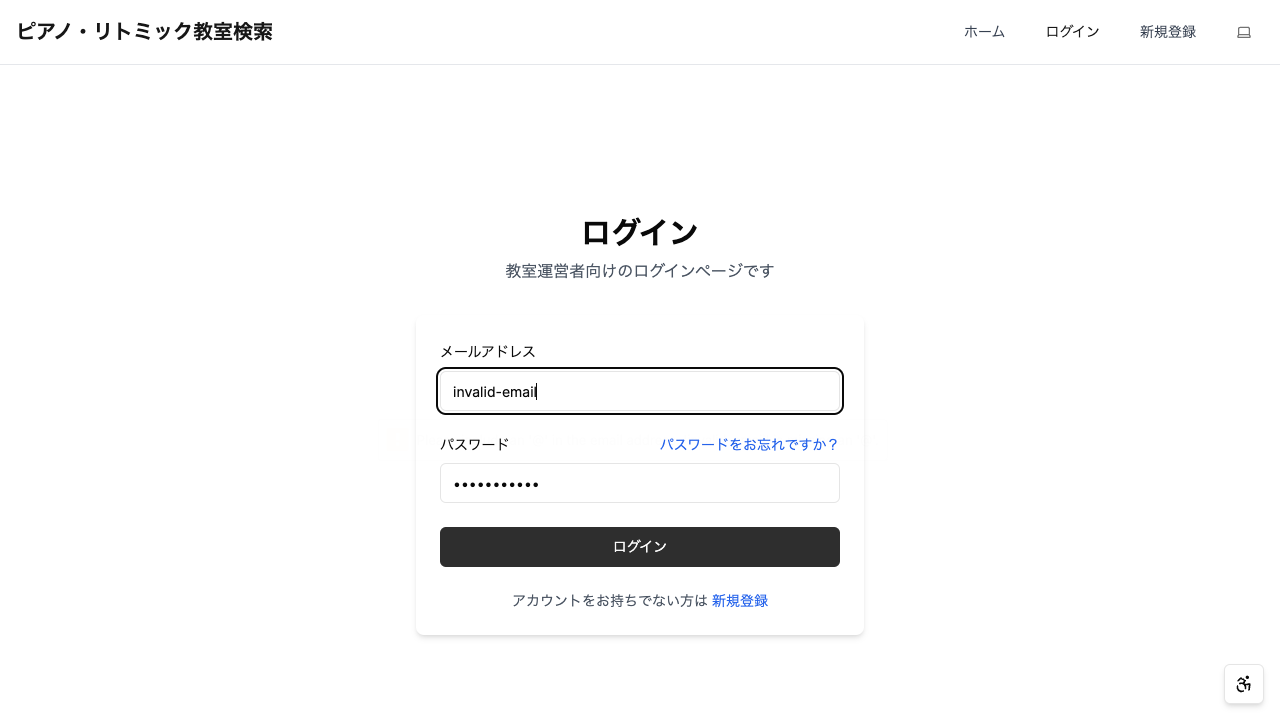 ピアノ・リトミック教室検索
ホーム
ログイン
新規登録
ログイン
教室運営者向けのログインページです
メールアドレス
invalid-email
パスワード
パスワードをお忘れですか？
•••••••••••
ログイン
アカウントをお持ちでない方は 新規登録